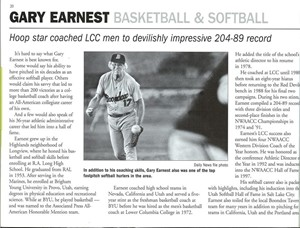 GARY EARNEST BASKETBALL & SOFTBALL
Hoop star coached LCC men to devilishly impressive 204-89 record
It's hard to say what Gary
Earnest is best known for.
Some would say his ability to
have pitched in six decades as an
effective softball player. Others
would claim his savvy that led to
more than 200 victories as a col-
lege basketball coach after having
an All-American collegian career
of his own.
And a few would also speak of
his 36-year athletic administrative
career that led him into a hall of
fame.
Earnest grew up in the
Highlands neighborhood of
Longview, where he honed his bas-
ketball and softball skills before
enrolling at R.A. Long High
School. He graduated from RAL
in 1953. After serving in the
Marines, he enrolled at Brigham
Young University in Provo, Utah, earning
degrees in physical education and recreational
science. While at BYU, he played basketball —
and was named to the Associated Press All-
American Honorable Mention team.
Daily News file photo
In addition to his coaching skills, Gary Earnest also was one of the top
fastpitch softball hurlers in the area.
Earnest coached high school teams in
Nevada, California and Utah and served a five-
year stint as the freshman basketball coach at
BYU before he was hired as the men's basketball
coach at Lower Columbia College in 1972.
He added the title of the school's
athletic director to his resume
in 1978.
He coached at LCC until 1980
then took an eight-year hiatus
before returning to the Red Devils
bench in 1988 for his final two
campaigns. During his two stints,
Earnest compiled a 204-89 record
with three division titles and
second-place finishes in the
NWAACC Championships in
1974 and '91.
Earnest's LCC success also
earned him four NWAACC
Western Division Coach of the
Year honors. He was honored as
the conference Athletic Director of
the Year in 1992 and was inducted
into the NWAACC Hall of Fame
in 1997.
His softball career also is packed
with highlights, including his induction into the
Utah Softball Hall of Fame in Salt Lake City.
Earnest also toiled for the local Bounders Tavern
team for many years in addition to pitching for
teams in California, Utah and the Portland area.